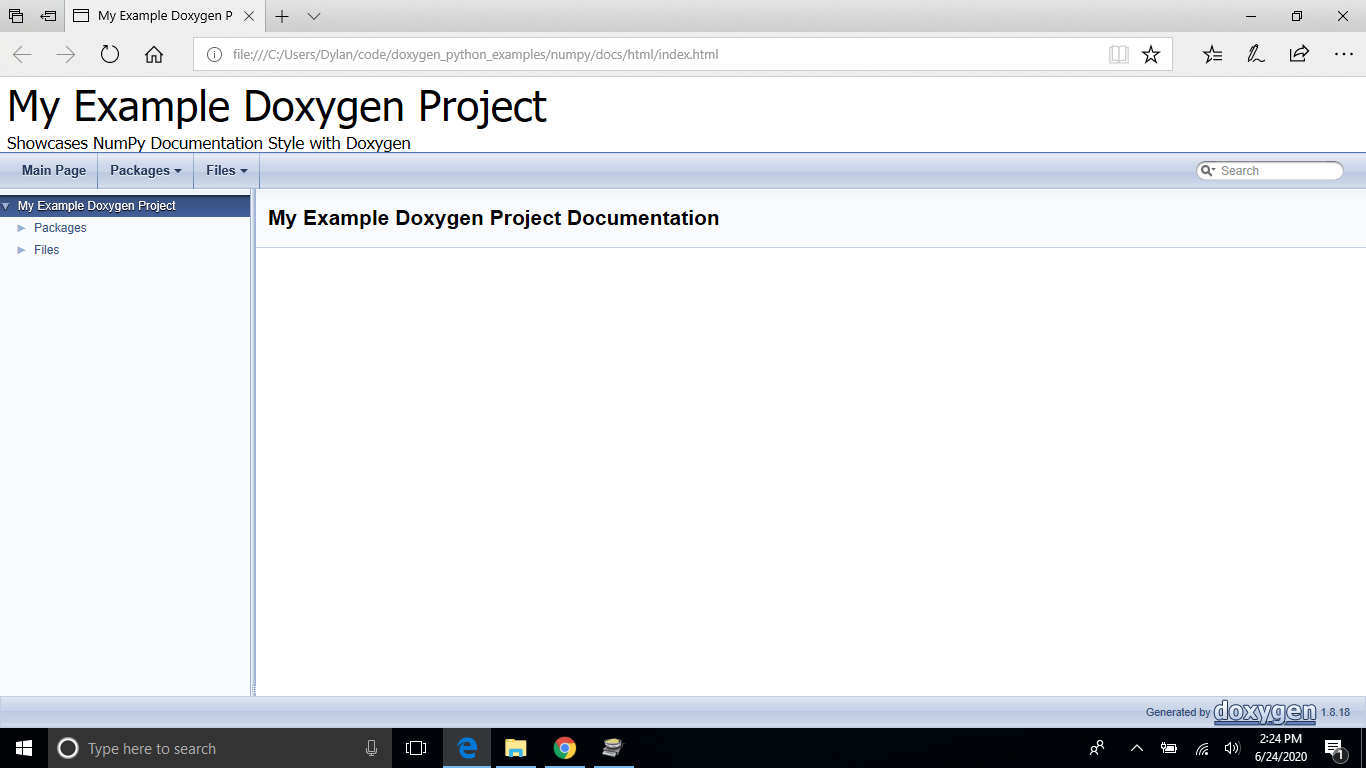 My Example Doxygen P
file:///C:/Users/Dylan/code/doxygen_python_examples/numpy/docs/html/index.html
My Example Doxygen Project
Showcases NumPy Documentation Style with Doxygen
Main Page Packages Files Search
My Example Doxygen Project
Packages
Files
My Example Doxygen Project Documentation
Generated by doxygen 1.8.18
Type here to search
2:24 PM
6/24/2020
1